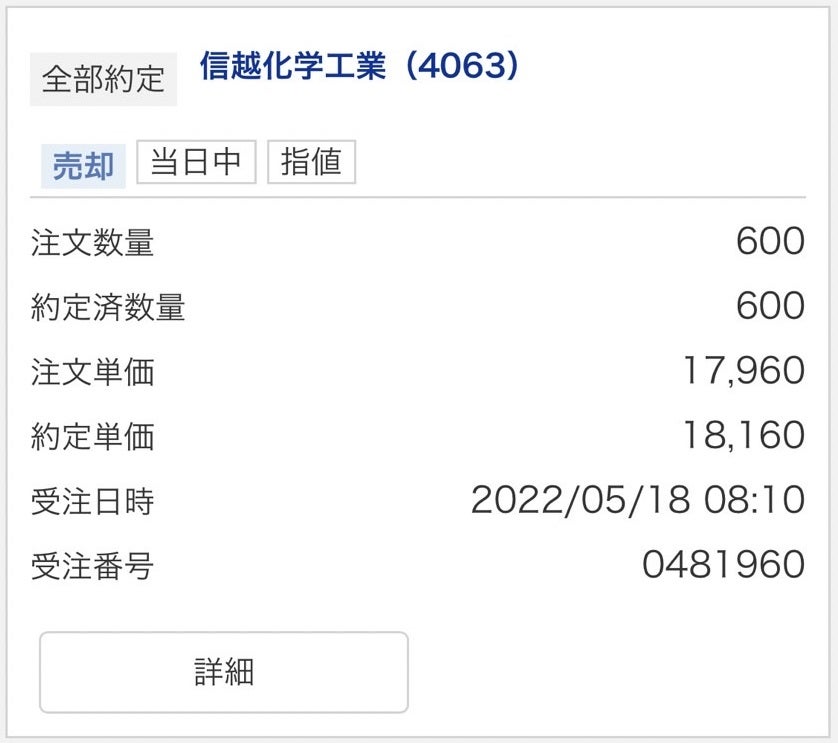 全部約定 信越化学工業（4063）
売却 当日中 指値
注文数量 600
約定済数量 600
注文単価 17,960
約定単価 18,160
受注日時 2022/05/18 08:10
受注番号 0481960
詳細